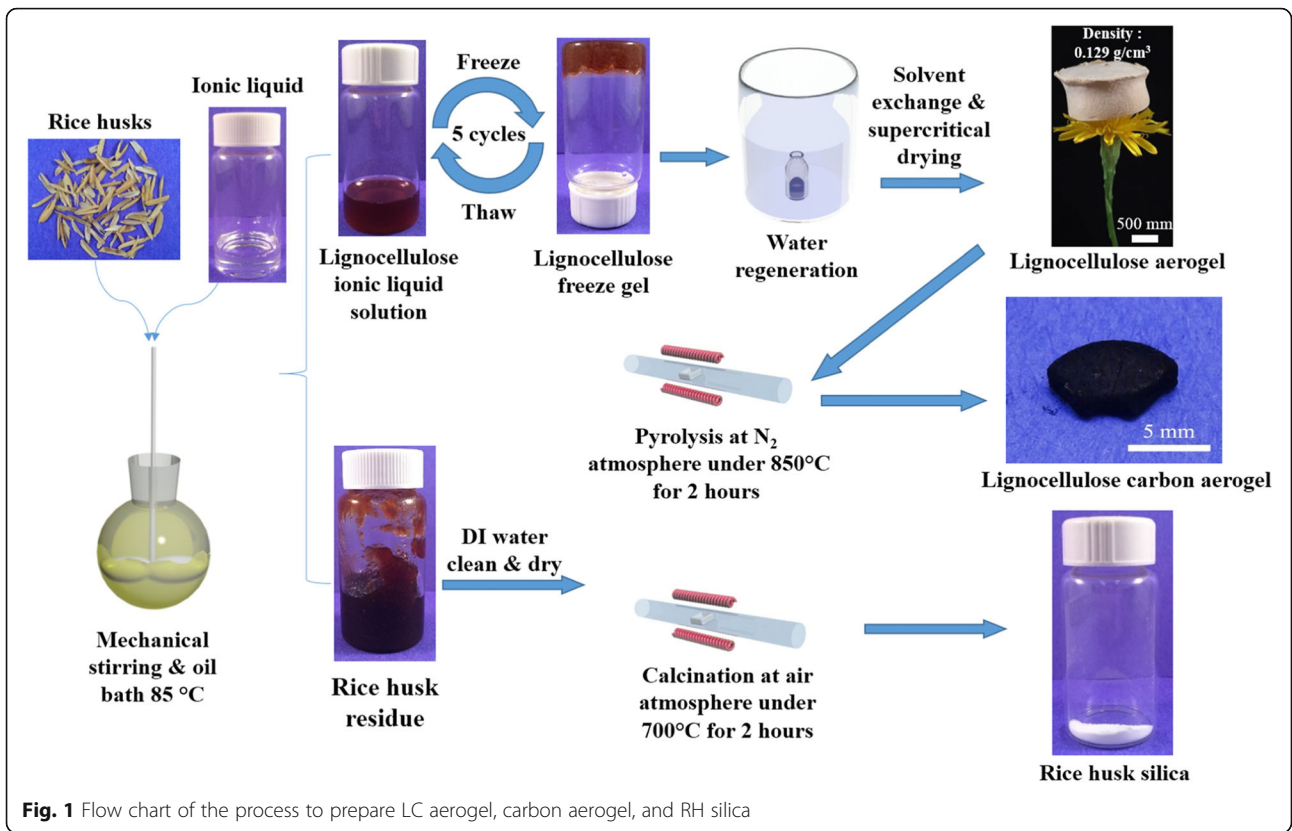 Rice husks
Ionic liquid
Mechanical
stirring & oil
bath 85 °C
Lignocellulose
ionic liquid
solution
Freeze
5 cycles
Thaw
Lignocellulose
freeze gel
Water
regeneration
Solvent
exchange &
supercritical
drying
Density :
0.129 g/cm³
500 mm
Lignocellulose aerogel
Pyrolysis at N₂
atmosphere under 850°C
for 2 hours
5 mm
Lignocellulose carbon aerogel
Rice husk
residue
DI water
clean & dry
Calcination at air
atmosphere under
700°C for 2 hours
Rice husk silica
Fig. 1 Flow chart of the process to prepare LC aerogel, carbon aerogel, and RH silica